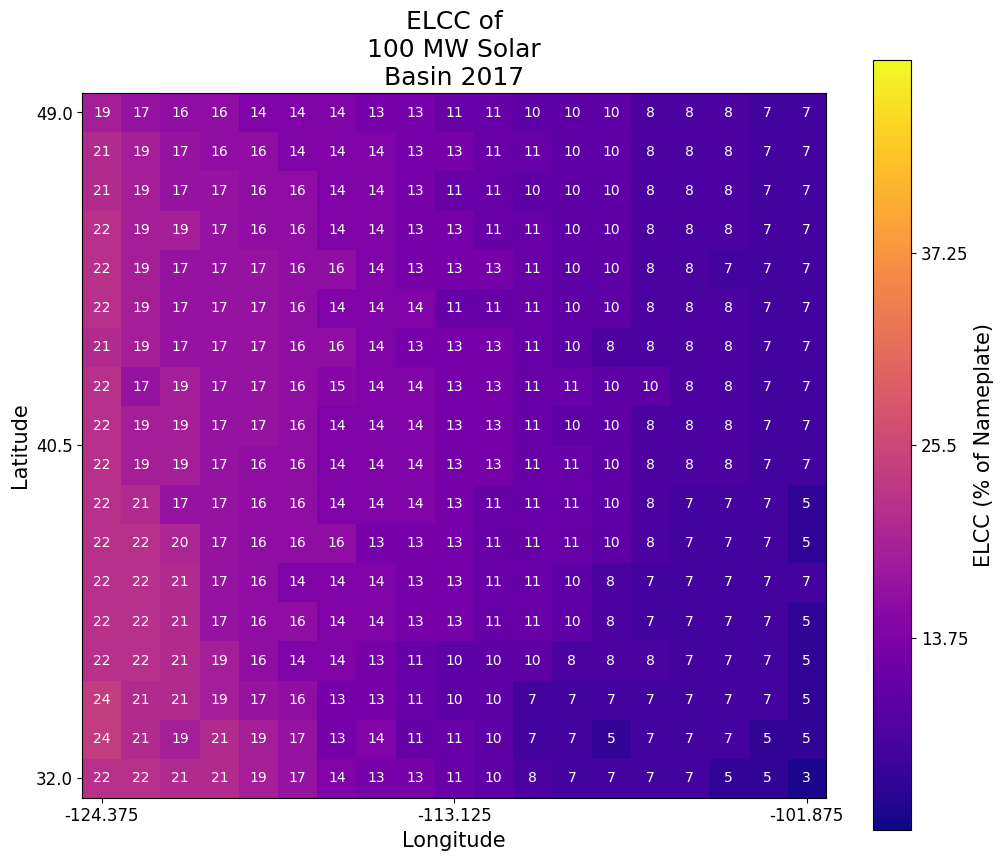 ELCC of
100 MW Solar
Basin 2017
49.0 19 17 16 16 14 14 14 13 13 11 11 10 10 10 8 8 8 7 7
21 19 17 16 16 14 14 14 13 13 11 11 10 10 8 8 8 7 7
21 19 17 17 16 16 14 14 13 11 11 10 10 10 8 8 8 7 7
22 19 19 17 16 16 14 14 13 13 11 11 10 10 8 8 8 7 7
22 19 17 17 17 16 16 14 13 13 13 11 10 10 8 8 7 7 7
37.25
22 19 17 17 17 16 14 14 14 11 11 11 10 10 8 8 8 7 7
21 19 17 17 17 16 16 14 13 13 13 11 10 8 8 8 8 7 7
22 17 19 17 17 16 15 14 14 13 13 11 11 10 10 8 8 7 7
22 19 19 17 17 16 14 14 14 13 13 11 10 10 8 8 8 7 7
Latitude
40.5
25.5
ELCC (% of Nameplate)
22 19 19 17 16 16 14 14 14 13 13 11 11 10 8 8 8 7 7
22 21 17 17 16 16 14 14 14 13 11 11 11 10 8 7 7 7 5
22 22 20 17 16 16 16 13 13 13 11 11 11 10 8 7 7 7 5
22 22 21 17 16 14 14 14 13 13 11 11 10 8 7 7 7 7 7
22 22 21 17 16 16 14 14 13 13 11 11 10 8 7 7 7 7 5
13.75
22 22 21 19 16 14 14 13 11 10 10 10 8 8 8 7 7 7 5
24 21 21 19 17 16 13 13 11 10 10 7 7 7 7 7 7 7 5
24 21 19 21 19 17 13 14 11 11 10 7 7 5 7 7 7 5 5
32.0 22 22 21 21 19 17 14 13 13 11 10 8 7 7 7 7 5 5 3
-124.375 -113.125 -101.875
Longitude